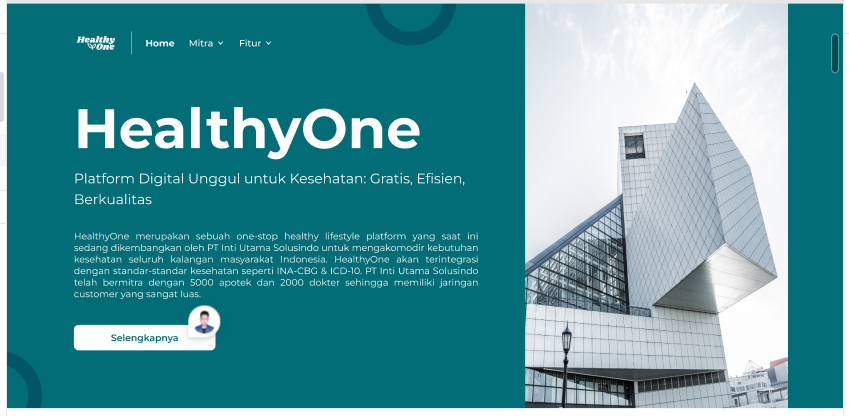 Healthy
One
Home Mitra Fitur
HealthyOne
Platform Digital Unggul untuk Kesehatan: Gratis, Efisien,
Berkualitas
HealthyOne merupakan sebuah one-stop healthy lifestyle platform yang saat ini
sedang dikembangkan oleh PT Inti Utama Solusindo untuk mengakomodir kebutuhan
kesehatan seluruh kalangan masyarakat Indonesia. HealthyOne akan terintegrasi
dengan standar-standar kesehatan seperti INA-CBG & ICD-10. PT Inti Utama Solusindo
telah bermitra dengan 5000 apotek dan 2000 dokter sehingga memiliki jaringan
customer yang sangat luas.
Selengkapnya